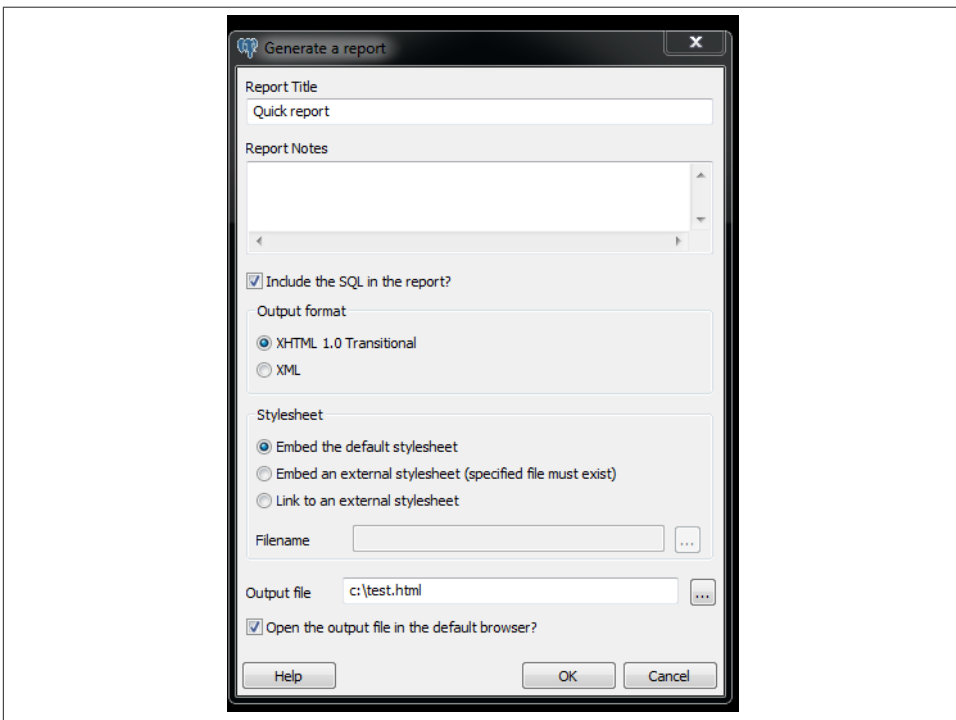 Generate a report
x
Report Title
Quick report
Report Notes
Include the SQL in the report?
Output format
XHTML 1.0 Transitional
XML
Stylesheet
Embed the default stylesheet
Embed an external stylesheet (specified file must exist)
Link to an external stylesheet
Filename ...
Output file c:\test.html ...
Open the output file in the default browser?
Help OK Cancel